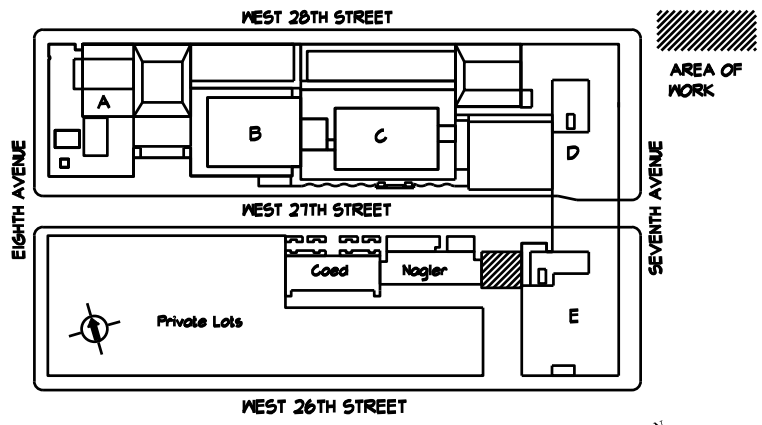 WEST 28TH STREET
AREA OF
WORK
A
B
C
D
EIGHTH AVENUE
SEVENTH AVENUE
WEST 27TH STREET
Coed
Nagler
Private Lots
E
WEST 26TH STREET